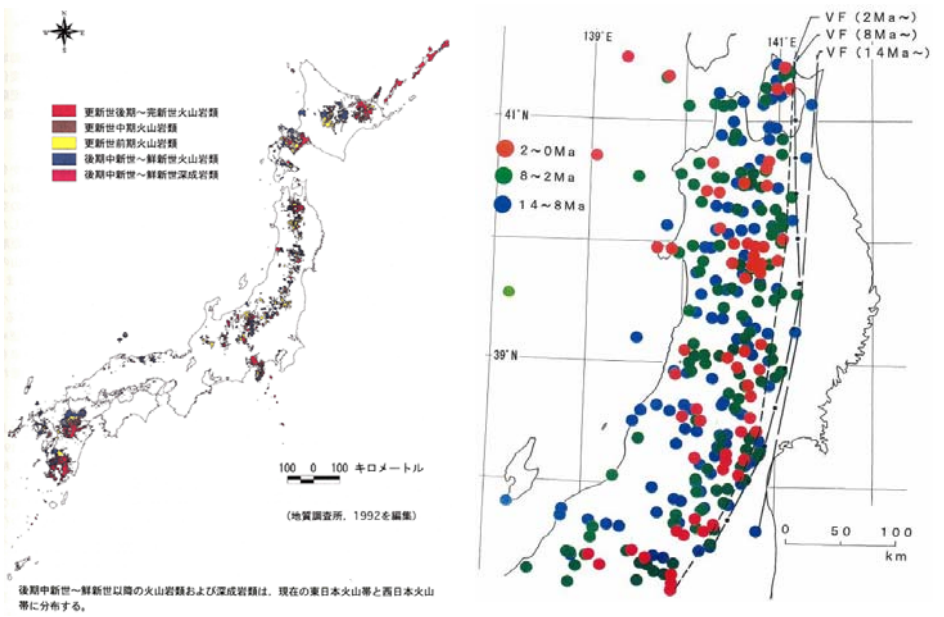 N
更新世後期～完新世火山岩類
更新世中期火山岩類
更新世前期火山岩類
後期中新世～鮮新世火山岩類
後期中新世～鮮新世深成岩類
100 0 100 キロメートル
（地質調査所，1992を編集）
後期中新世～鮮新世以降の火山岩類および深成岩類は，現在の東日本火山帯と西日本火山
帯に分布する。
6
VF（2Ma～）
VF（8Ma～）
VF（14Ma～）
139°E
141°E
41°N
2～0Ma
8～2Ma
14～8Ma
39°N
0 50 100
km